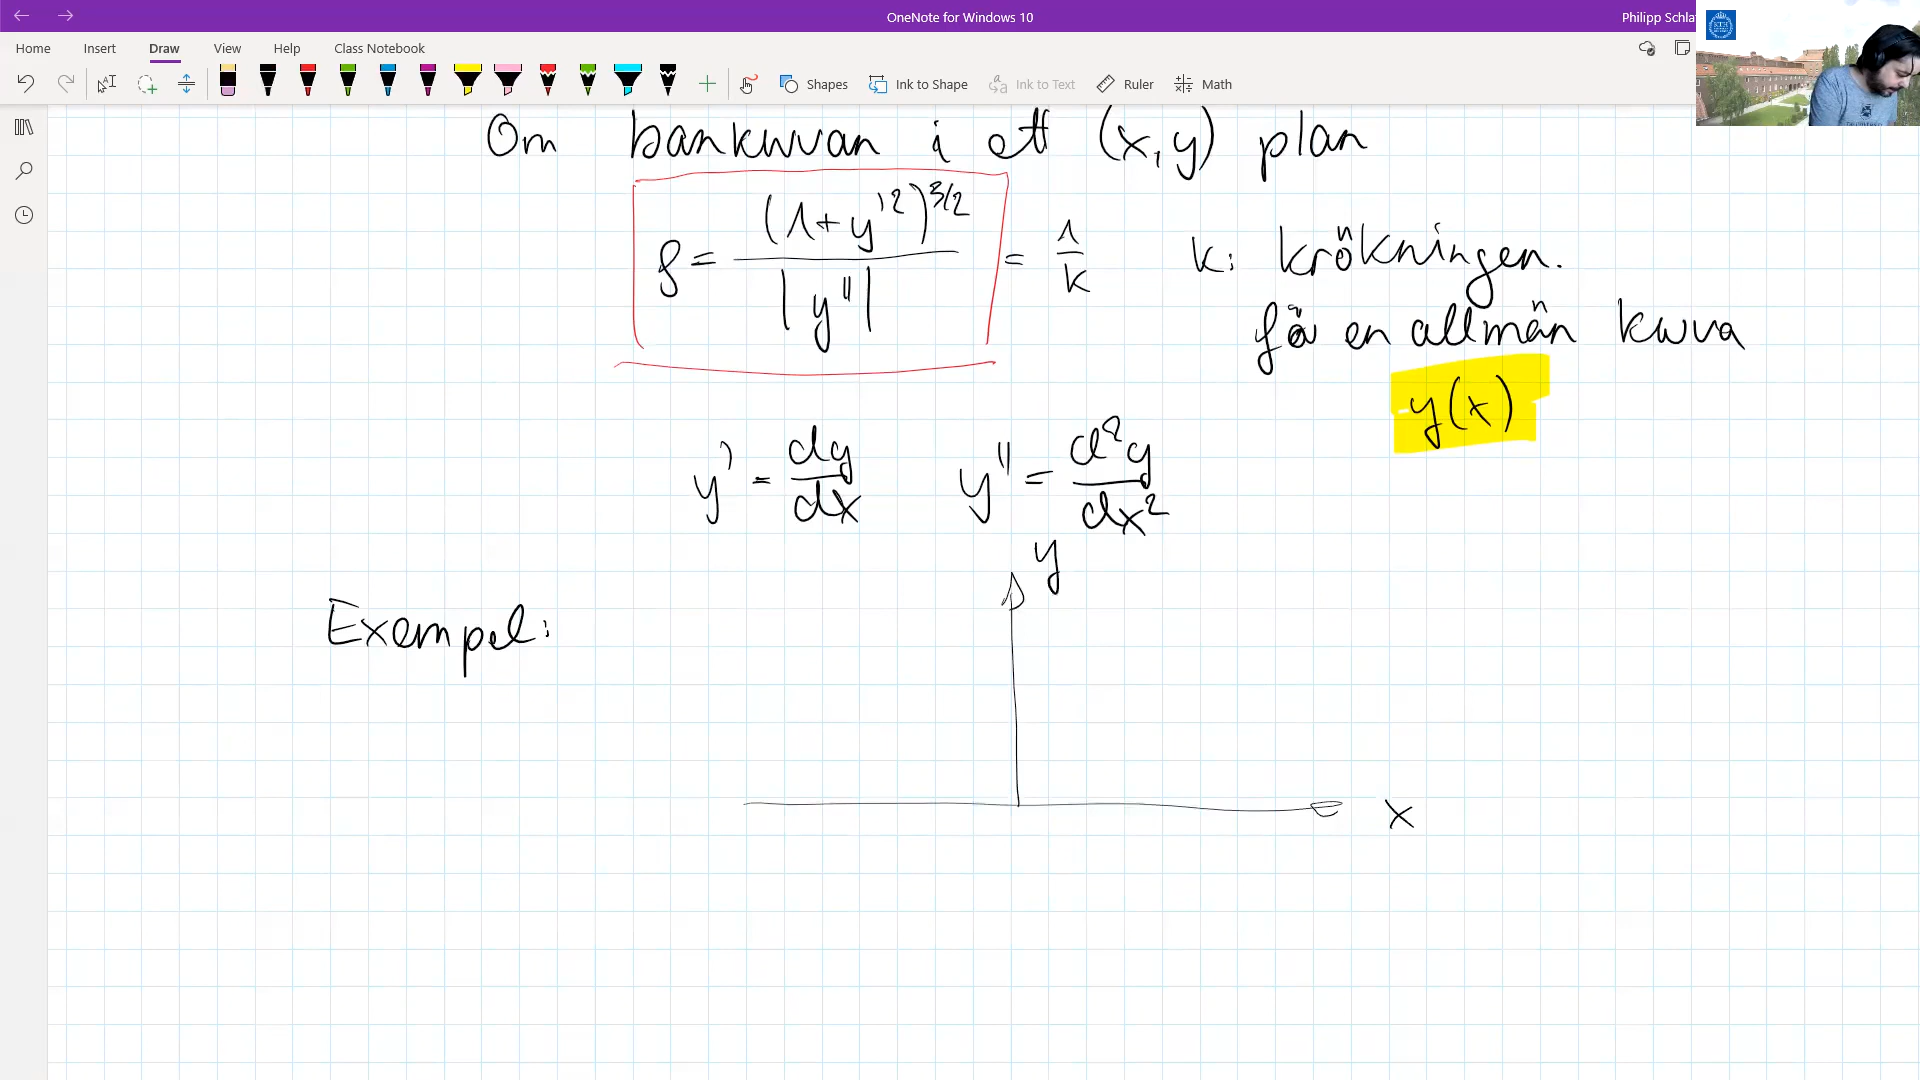 OneNote for Windows 10
Philipp Schla
Home Insert Draw View Help Class Notebook
Shapes Ink to Shape Ink to Text Ruler Math
Om bankurvan i ett (x,y) plan
ρ = (1+y'²)^3/2 / |y''| = 1/k k: krökningen.
för en allmän kurva
y(x)
y' = dy/dx y'' = d²y/dx²
y
Exempel:
x